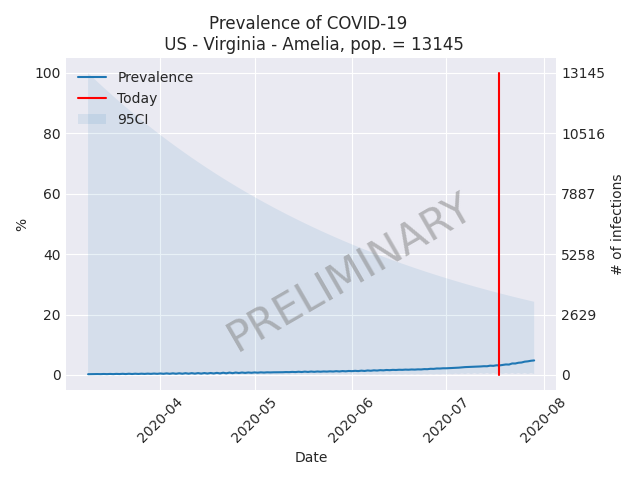 Prevalence of COVID-19
US - Virginia - Amelia, pop. = 13145
Prevalence
Today
95CI
100
80
60
40
20
0
%
13145
10516
7887
5258
2629
0
# of infections
PRELIMINARY
2020-04
2020-05
2020-06
2020-07
2020-08
Date